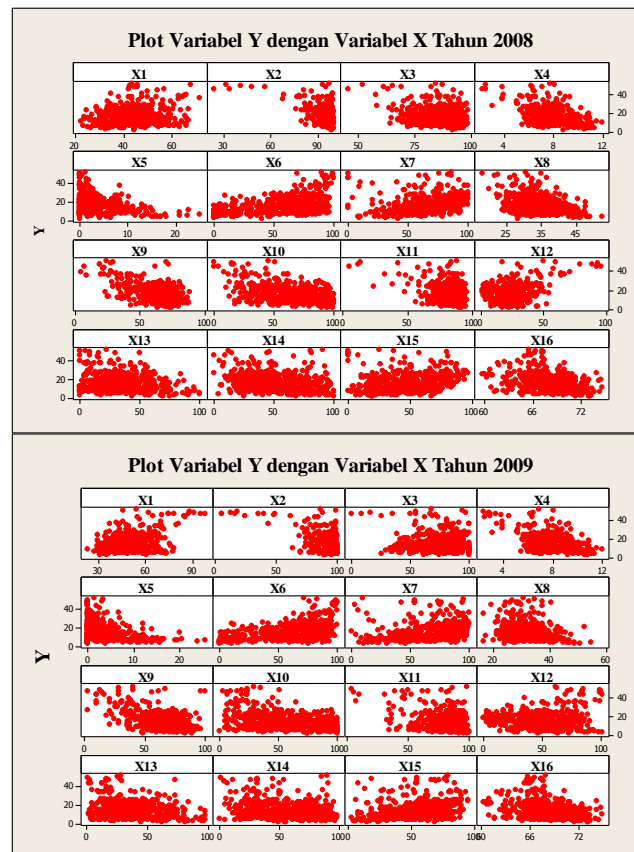 Plot Variabel Y dengan Variabel X Tahun 2008
X1 X2 X3 X4
20 40 60 30 60 90 50 75 100 4 8 12
40 20 0
X5 X6 X7 X8
40 20 0
0 10 20 0 50 100 0 50 100 25 35 45
Y
X9 X10 X11 X12
40 20 0
0 50 100 0 50 100 0 50 100 0 50 100
X13 X14 X15 X16
40 20 0
0 50 100 0 50 100 0 50 100 60 66 72
Plot Variabel Y dengan Variabel X Tahun 2009
X1 X2 X3 X4
30 60 90 0 50 100 0 50 100 4 8 12
40 20 0
X5 X6 X7 X8
40 20 0
0 10 20 0 50 100 0 50 100 20 40 60
Y
X9 X10 X11 X12
40 20 0
0 50 100 0 50 100 0 50 100 0 50 100
X13 X14 X15 X16
40 20 0
0 50 100 0 50 100 0 50 100 60 66 72